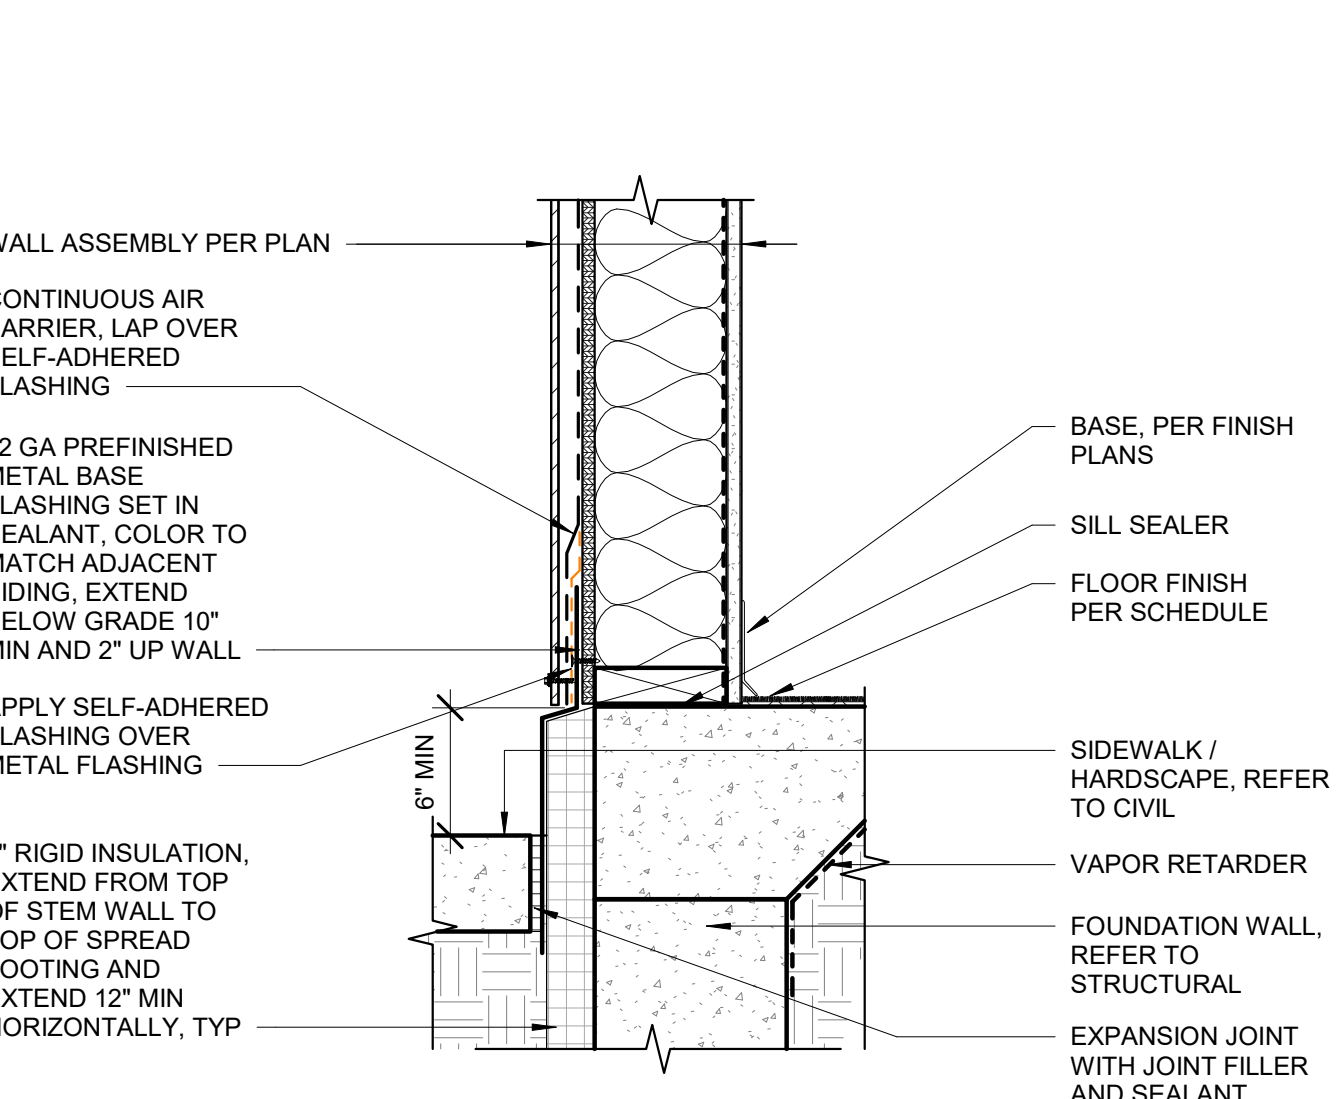 WALL ASSEMBLY PER PLAN
CONTINUOUS AIR
BARRIER, LAP OVER
SELF-ADHERED
FLASHING
2 GA PREFINISHED
METAL BASE
FLASHING SET IN
SEALANT, COLOR TO
MATCH ADJACENT
SIDING, EXTEND
BELOW GRADE 10"
MIN AND 2" UP WALL
APPLY SELF-ADHERED
FLASHING OVER
METAL FLASHING
6" MIN
" RIGID INSULATION,
EXTEND FROM TOP
OF STEM WALL TO
TOP OF SPREAD
FOOTING AND
EXTEND 12" MIN
HORIZONTALLY, TYP
BASE, PER FINISH
PLANS
SILL SEALER
FLOOR FINISH
PER SCHEDULE
SIDEWALK /
HARDSCAPE, REFER
TO CIVIL
VAPOR RETARDER
FOUNDATION WALL,
REFER TO
STRUCTURAL
EXPANSION JOINT
WITH JOINT FILLER
AND SEALANT